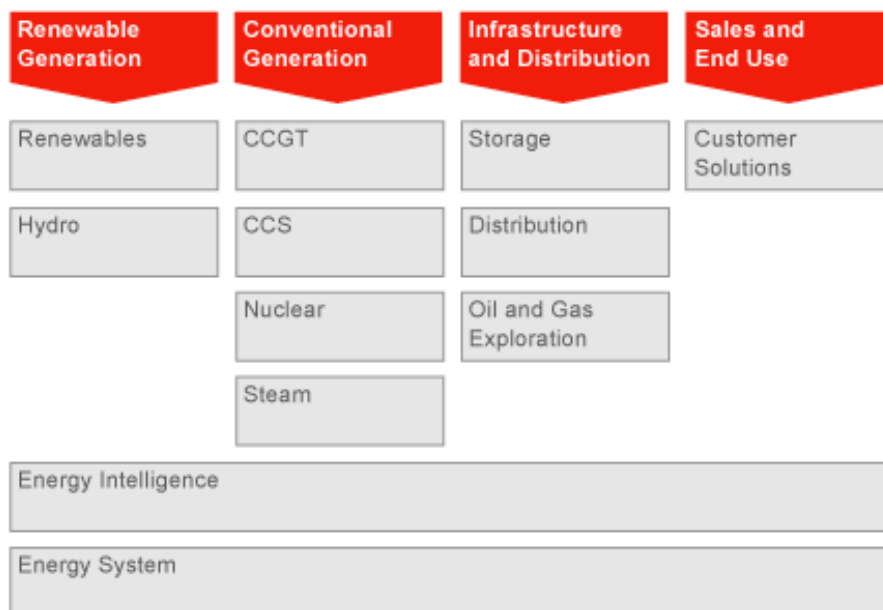 Renewable
Generation
Conventional
Generation
Infrastructure
and Distribution
Sales and
End Use
Renewables
CCGT
Storage
Customer
Solutions
Hydro
CCS
Distribution
Nuclear
Oil and Gas
Exploration
Steam
Energy Intelligence
Energy System